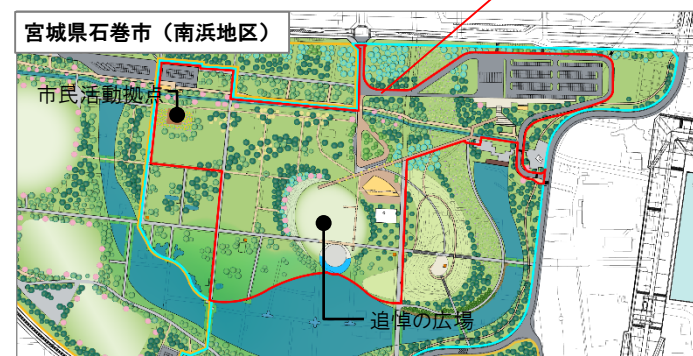 宮城県石巻市（南浜地区）
市民活動拠点
追悼の広場